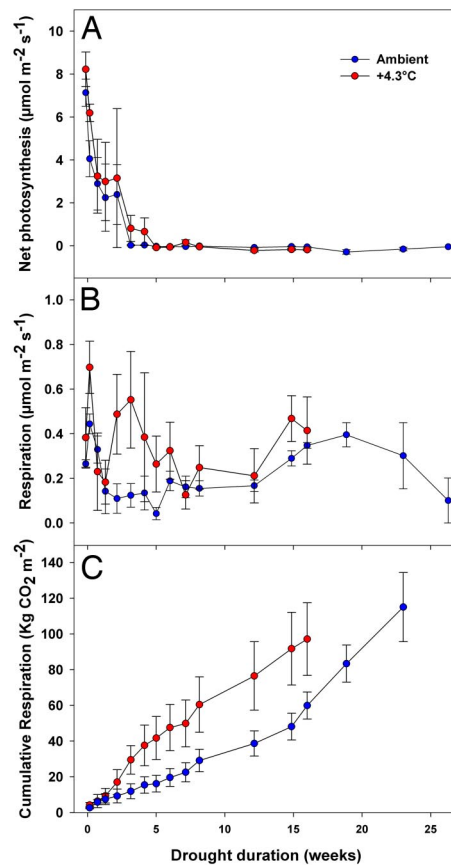 A
Ambient
+4.3°C
Net photosynthesis (µmol m⁻² s⁻¹)
10
8
6
4
2
0
B
Respiration (µmol m⁻² s⁻¹)
1.0
0.8
0.6
0.4
0.2
0.0
C
Cumulative Respiration (Kg CO₂ m⁻²)
140
120
100
80
60
40
20
0
0 5 10 15 20 25
Drought duration (weeks)